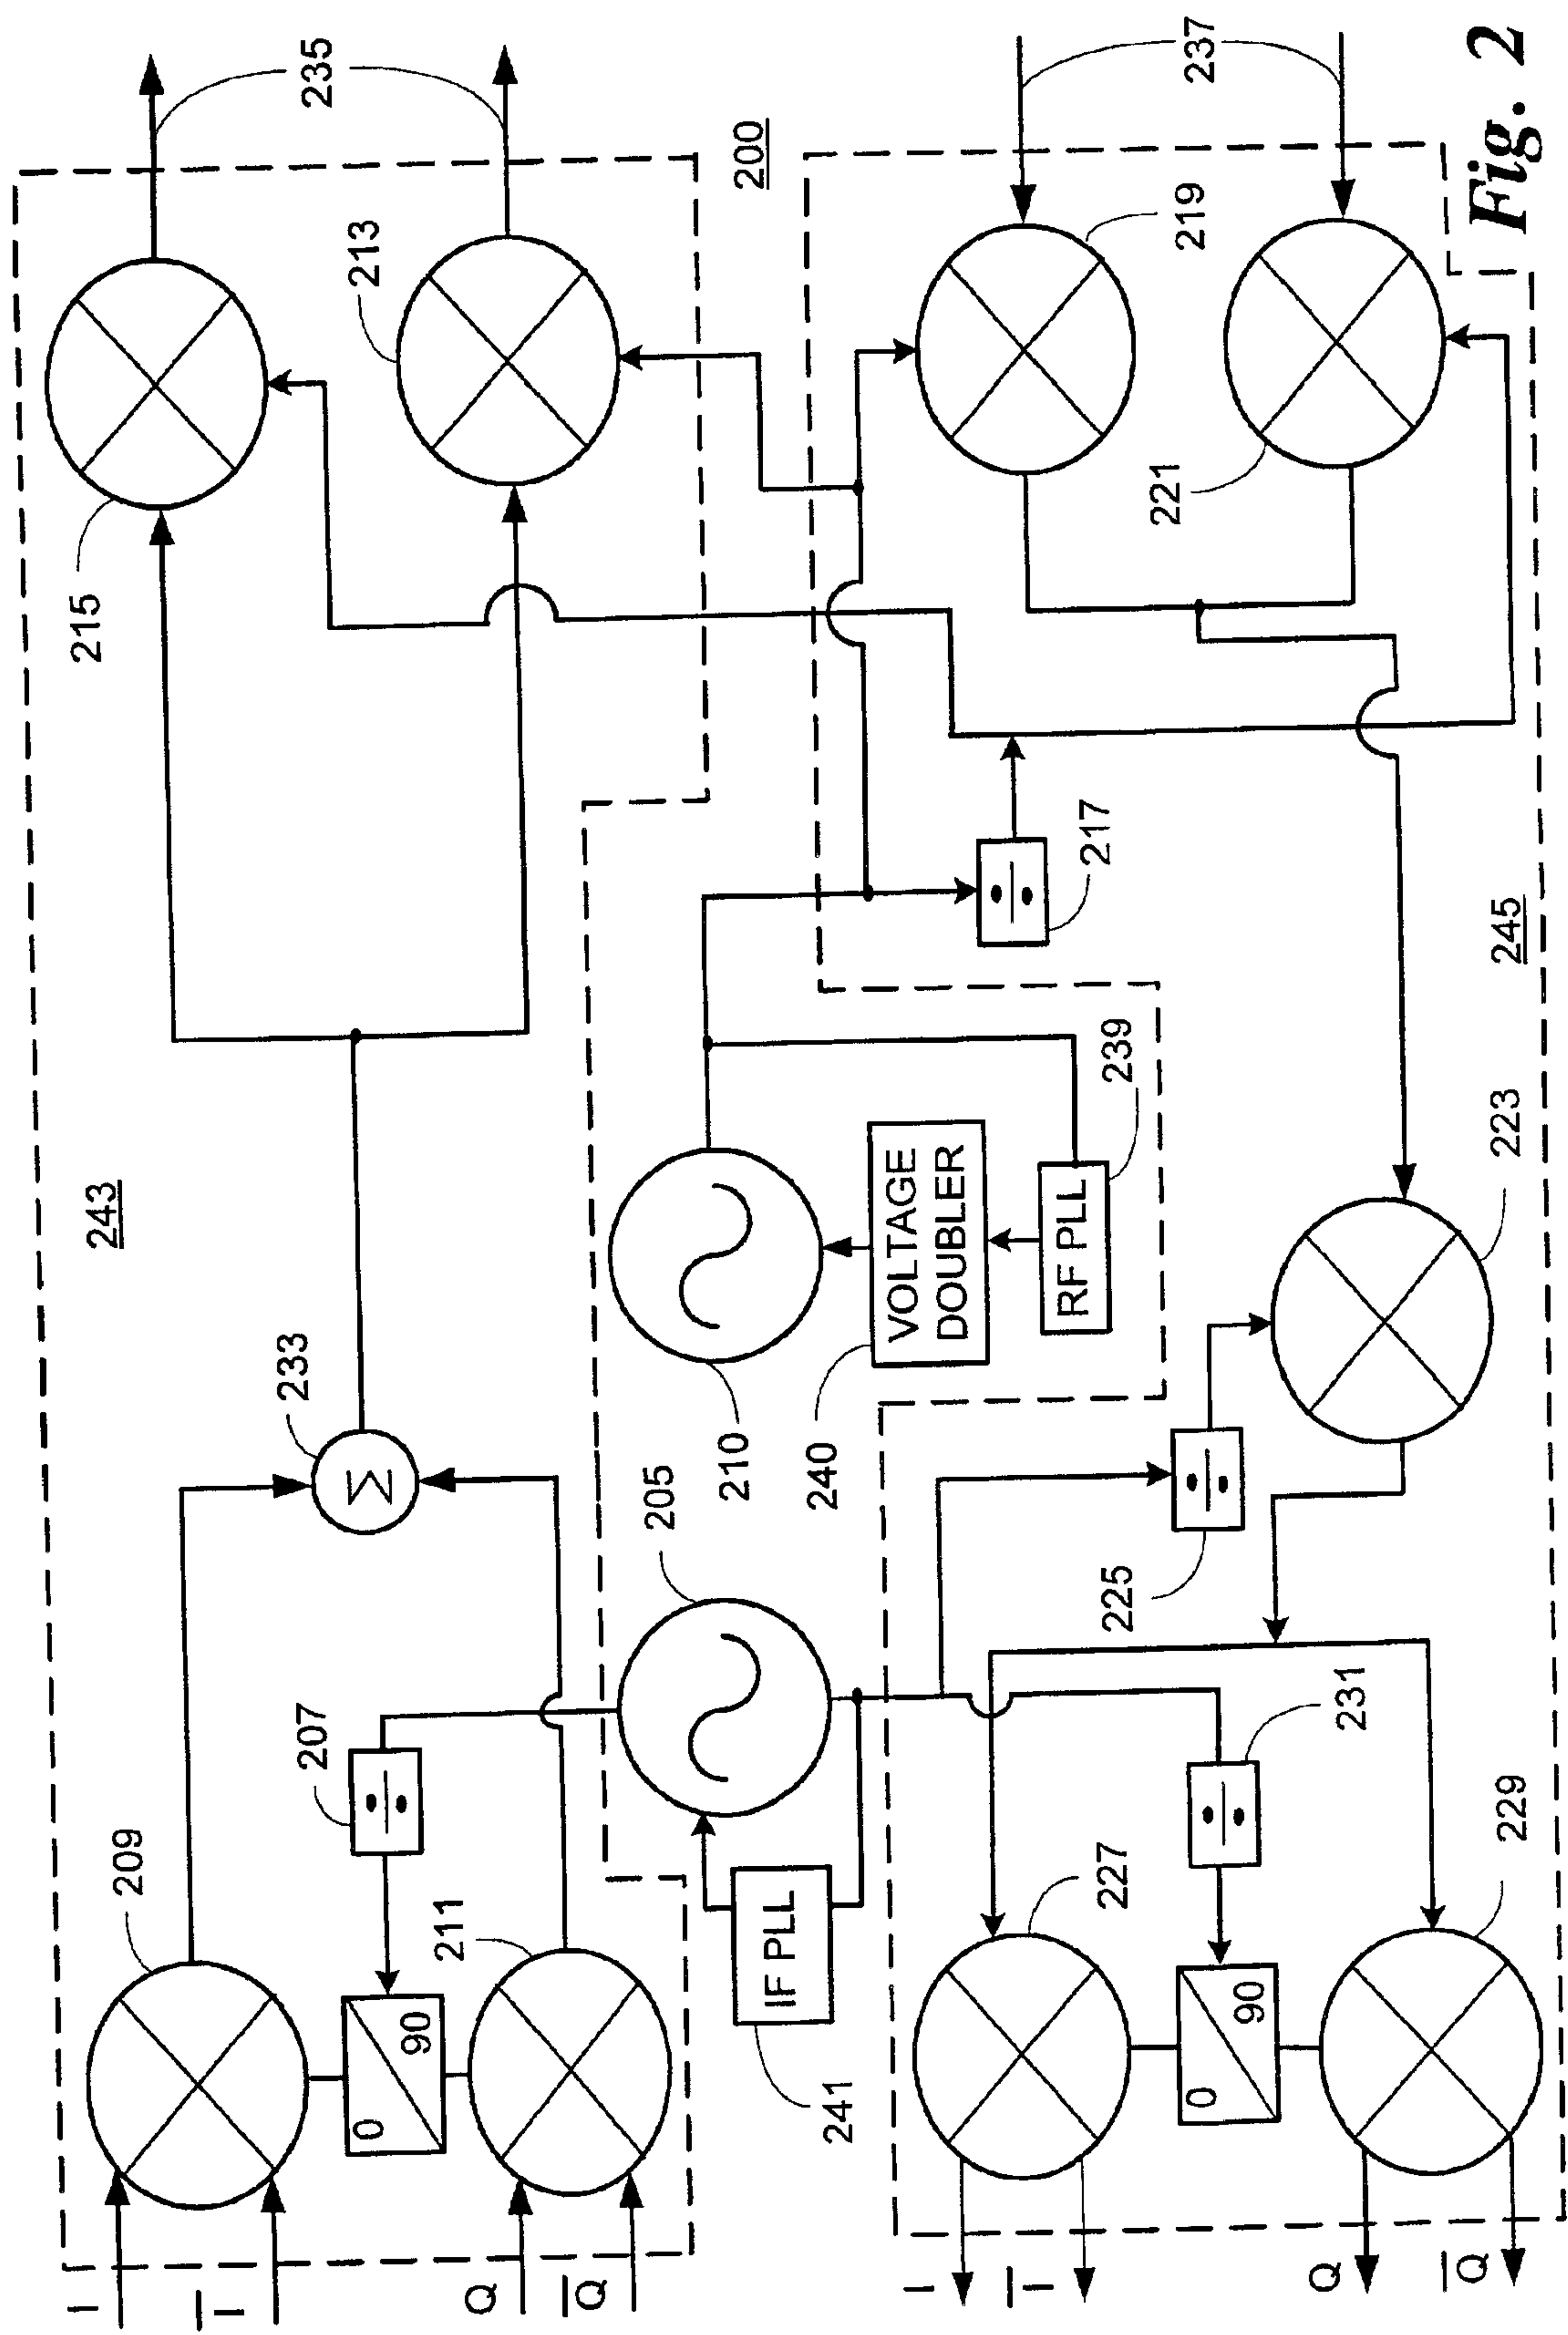 243
200
245
215
213
235
237
219
221
233
209
207
211
0
90
Σ
÷
205
210
240
239
241
IF PLL
VOLTAGE
DOUBLER
RF PLL
217
÷
223
225
÷
231
÷
227
229
0
90
I
I̅
Q
Q̅
I
I̅
Q
Q̅
Fig. 2